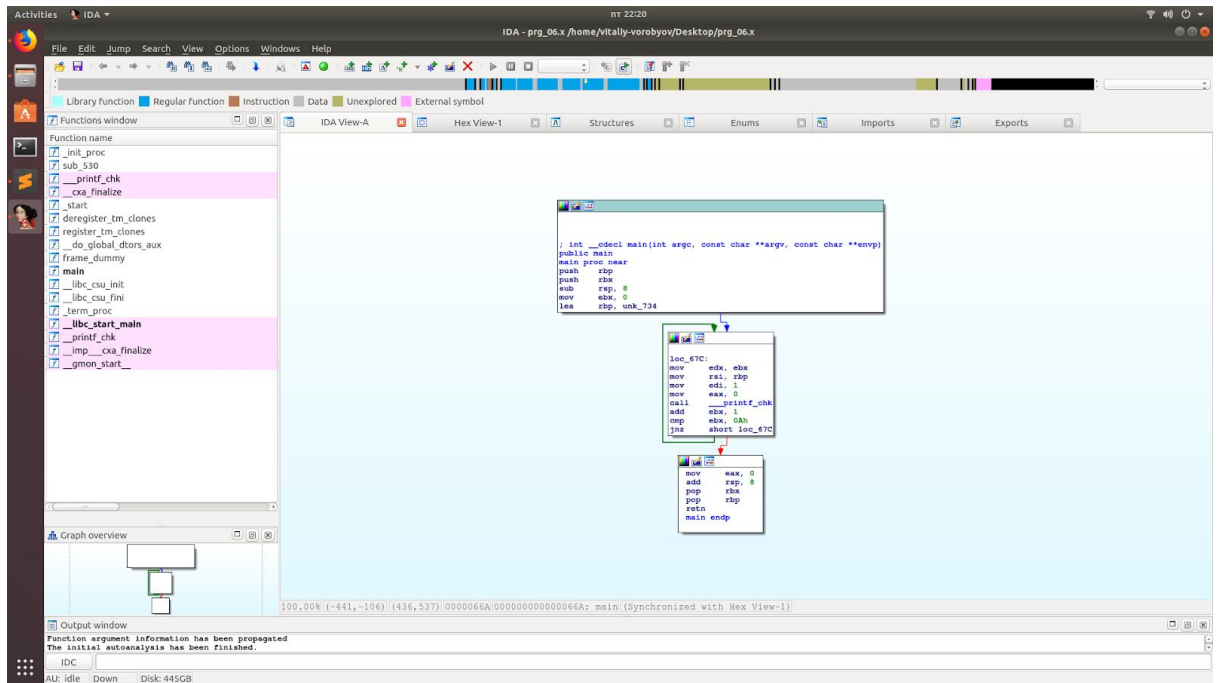 Activities IDA ▾ пт 22:20
IDA - prg_06.x /home/vitaliy-vorobyov/Desktop/prg_06.x
File Edit Jump Search View Options Windows Help
Library function Regular function Instruction Data Unexplored External symbol
Functions window
IDA View-A Hex View-1 Structures Enums Imports Exports
Function name
_init_proc
sub_530
___printf_chk
__cxa_finalize
_start
deregister_tm_clones
register_tm_clones
__do_global_dtors_aux
frame_dummy
main
__libc_csu_init
__libc_csu_fini
_term_proc
__libc_start_main
__printf_chk
__imp___cxa_finalize
__gmon_start__
; int __cdecl main(int argc, const char **argv, const char **envp)
public main
main proc near
push rbp
push rbx
sub rsp, 8
mov ebx, 0
lea rbp, unk_734
loc_67C:
mov edx, ebx
mov rsi, rbp
mov edi, 1
mov eax, 0
call ___printf_chk
add ebx, 1
cmp ebx, 0Ah
jnz short loc_67C
mov eax, 0
add rsp, 8
pop rbx
pop rbp
retn
main endp
Graph overview
100.00% (-441,-106) (436,537) 0000066A 000000000000066A: main (Synchronized with Hex View-1)
Output window
Function argument information has been propagated
The initial autoanalysis has been finished.
IDC
AU: idle Down Disk: 445GB